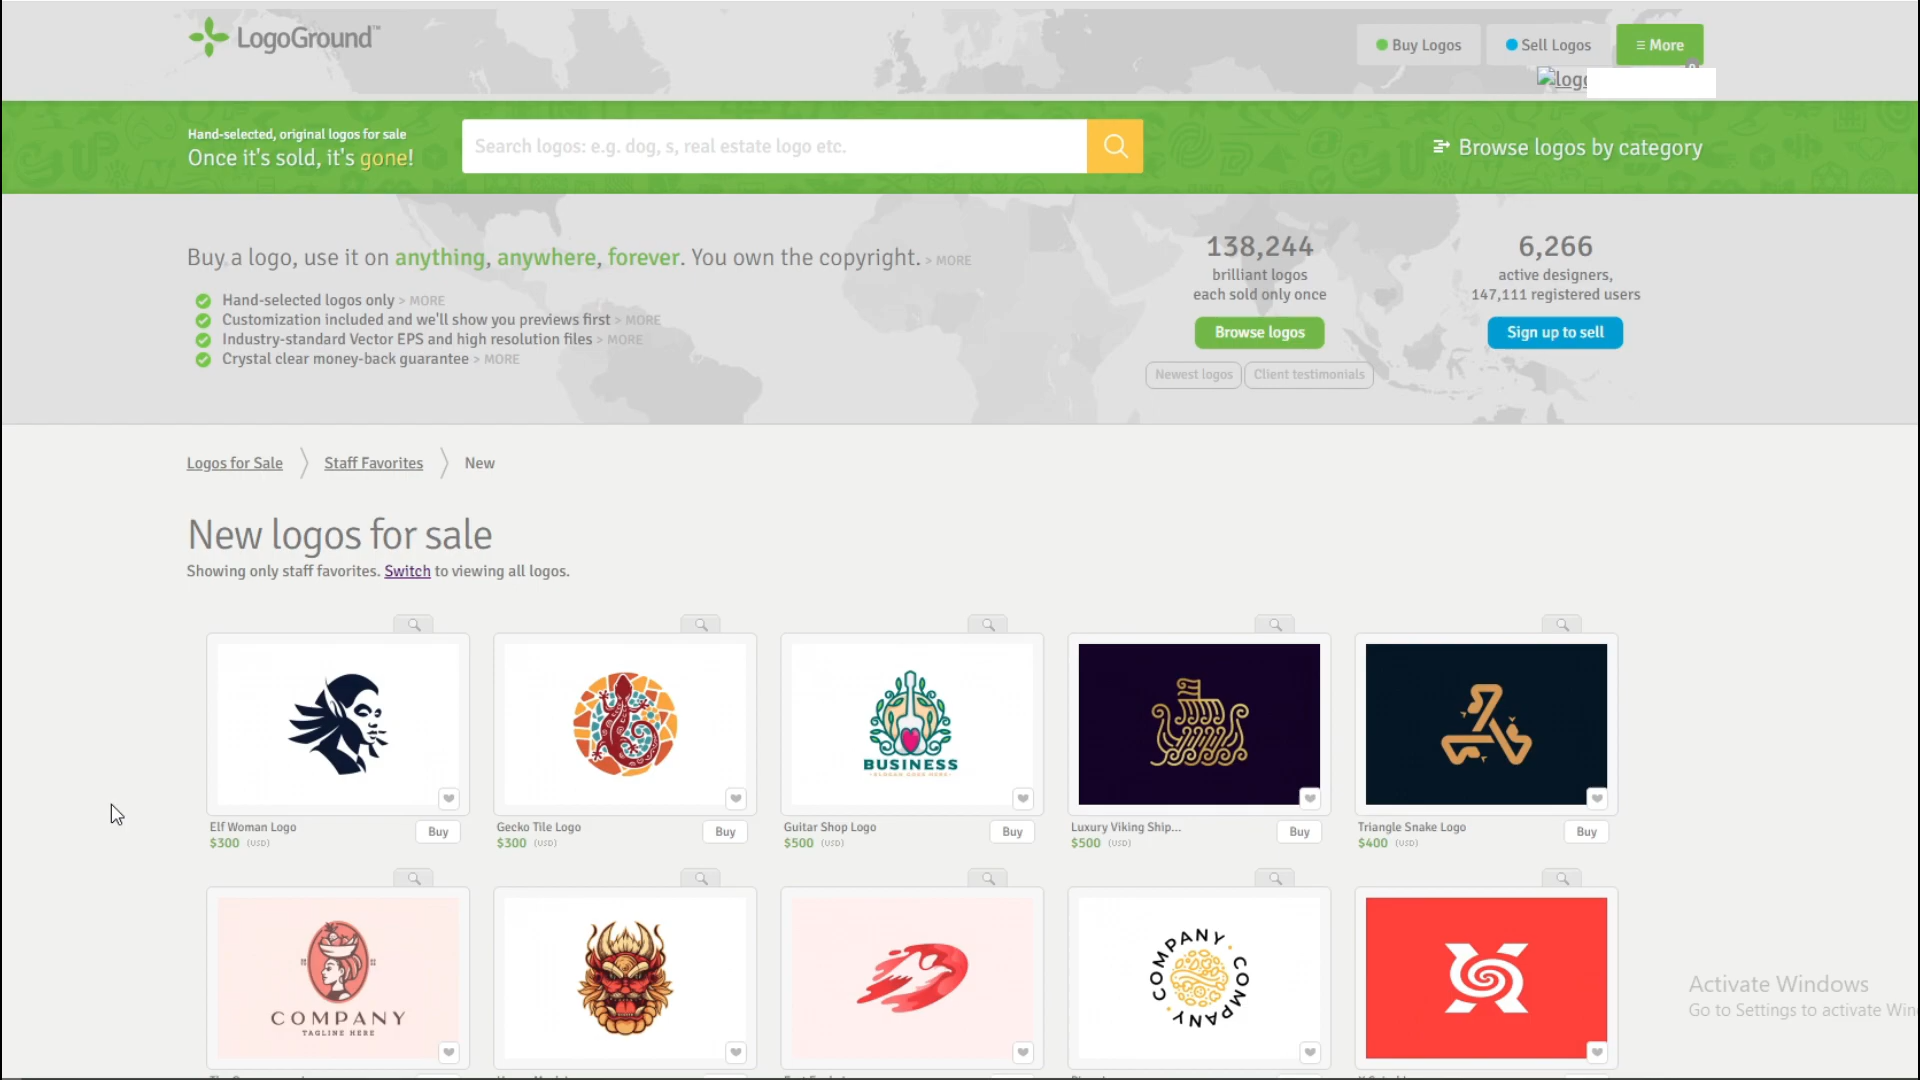 LogoGround™
Buy Logos
Sell Logos
≡ More
Hand-selected, original logos for sale
Once it's sold, it's gone!
Search logos: e.g. dog, s, real estate logo etc.
Browse logos by category
Buy a logo, use it on anything, anywhere, forever. You own the copyright. > MORE
Hand-selected logos only > MORE
Customization included and we'll show you previews first > MORE
Industry-standard Vector EPS and high resolution files > MORE
Crystal clear money-back guarantee > MORE
138,244
brilliant logos
each sold only once
Browse logos
Newest logos
Client testimonials
6,266
active designers,
147,111 registered users
Sign up to sell
Logos for Sale
Staff Favorites
New
New logos for sale
Showing only staff favorites. Switch to viewing all logos.
BUSINESS
SLOGAN GOES HERE
Elf Woman Logo
$300 (USD)
Buy
Gecko Tile Logo
$300 (USD)
Buy
Guitar Shop Logo
$500 (USD)
Buy
Luxury Viking Ship...
$500 (USD)
Buy
Triangle Snake Logo
$400 (USD)
Buy
COMPANY
TAGLINE HERE
COMPANY · COMPANY · COMPANY
Activate Windows
Go to Settings to activate Win